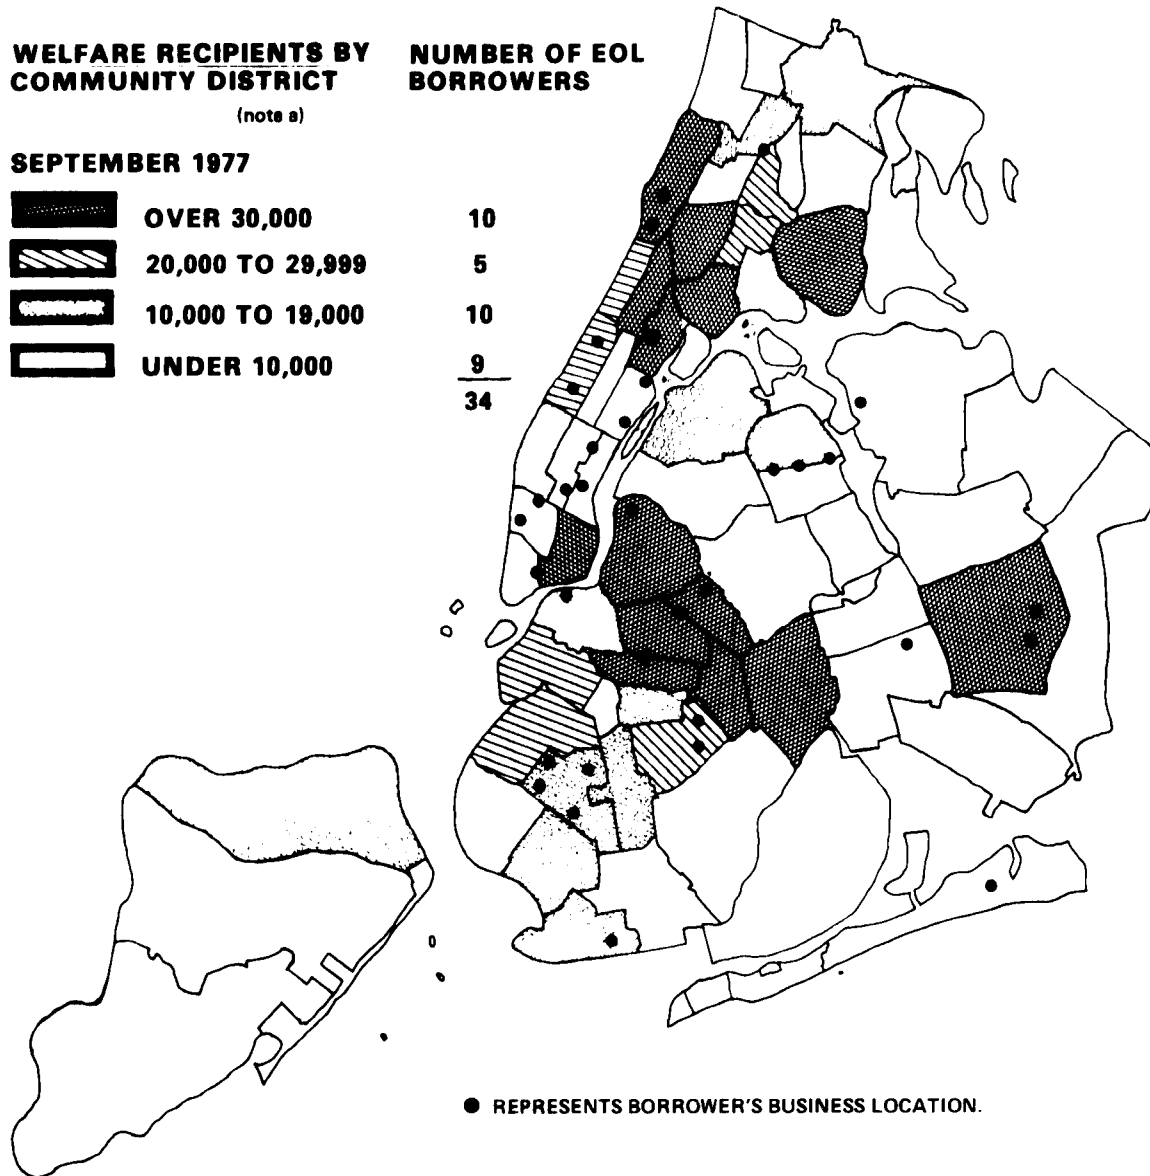 WELFARE RECIPIENTS BY
COMMUNITY DISTRICT
(note a)
NUMBER OF EOL
BORROWERS
SEPTEMBER 1977
OVER 30,000 10
20,000 TO 29,999 5
10,000 TO 19,000 10
UNDER 10,000 9
34
REPRESENTS BORROWER'S BUSINESS LOCATION.